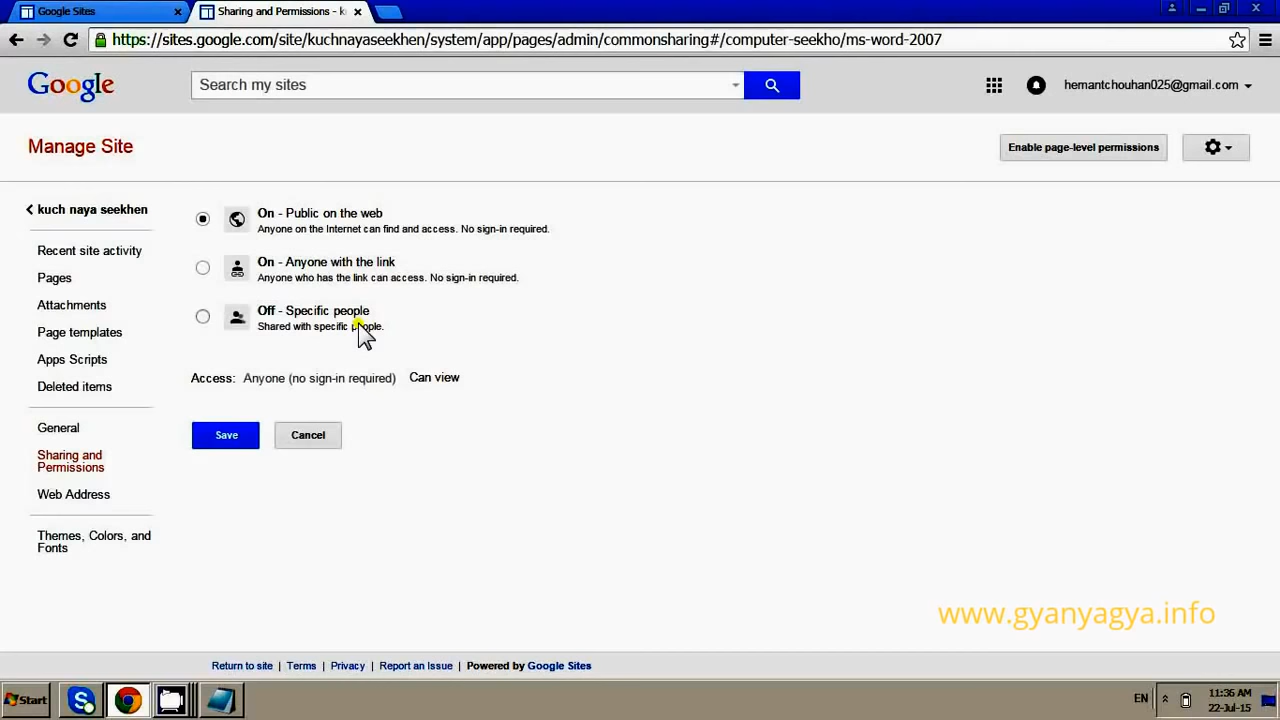 Google Sites
Sharing and Permissions - k
https://sites.google.com/site/kuchnayaseekhen/system/app/pages/admin/commonsharing#/computer-seekho/ms-word-2007
Google
Search my sites
hemantchouhan025@gmail.com
Manage Site
Enable page-level permissions
kuch naya seekhen
Recent site activity
Pages
Attachments
Page templates
Apps Scripts
Deleted items
General
Sharing and
Permissions
Web Address
Themes, Colors, and
Fonts
On - Public on the web
Anyone on the Internet can find and access. No sign-in required.
On - Anyone with the link
Anyone who has the link can access. No sign-in required.
Off - Specific people
Shared with specific people.
Access: Anyone (no sign-in required) Can view
Save
Cancel
www.gyanyagya.info
Return to site | Terms | Privacy | Report an Issue | Powered by Google Sites
Start
EN
11:36 AM
22-Jul-15